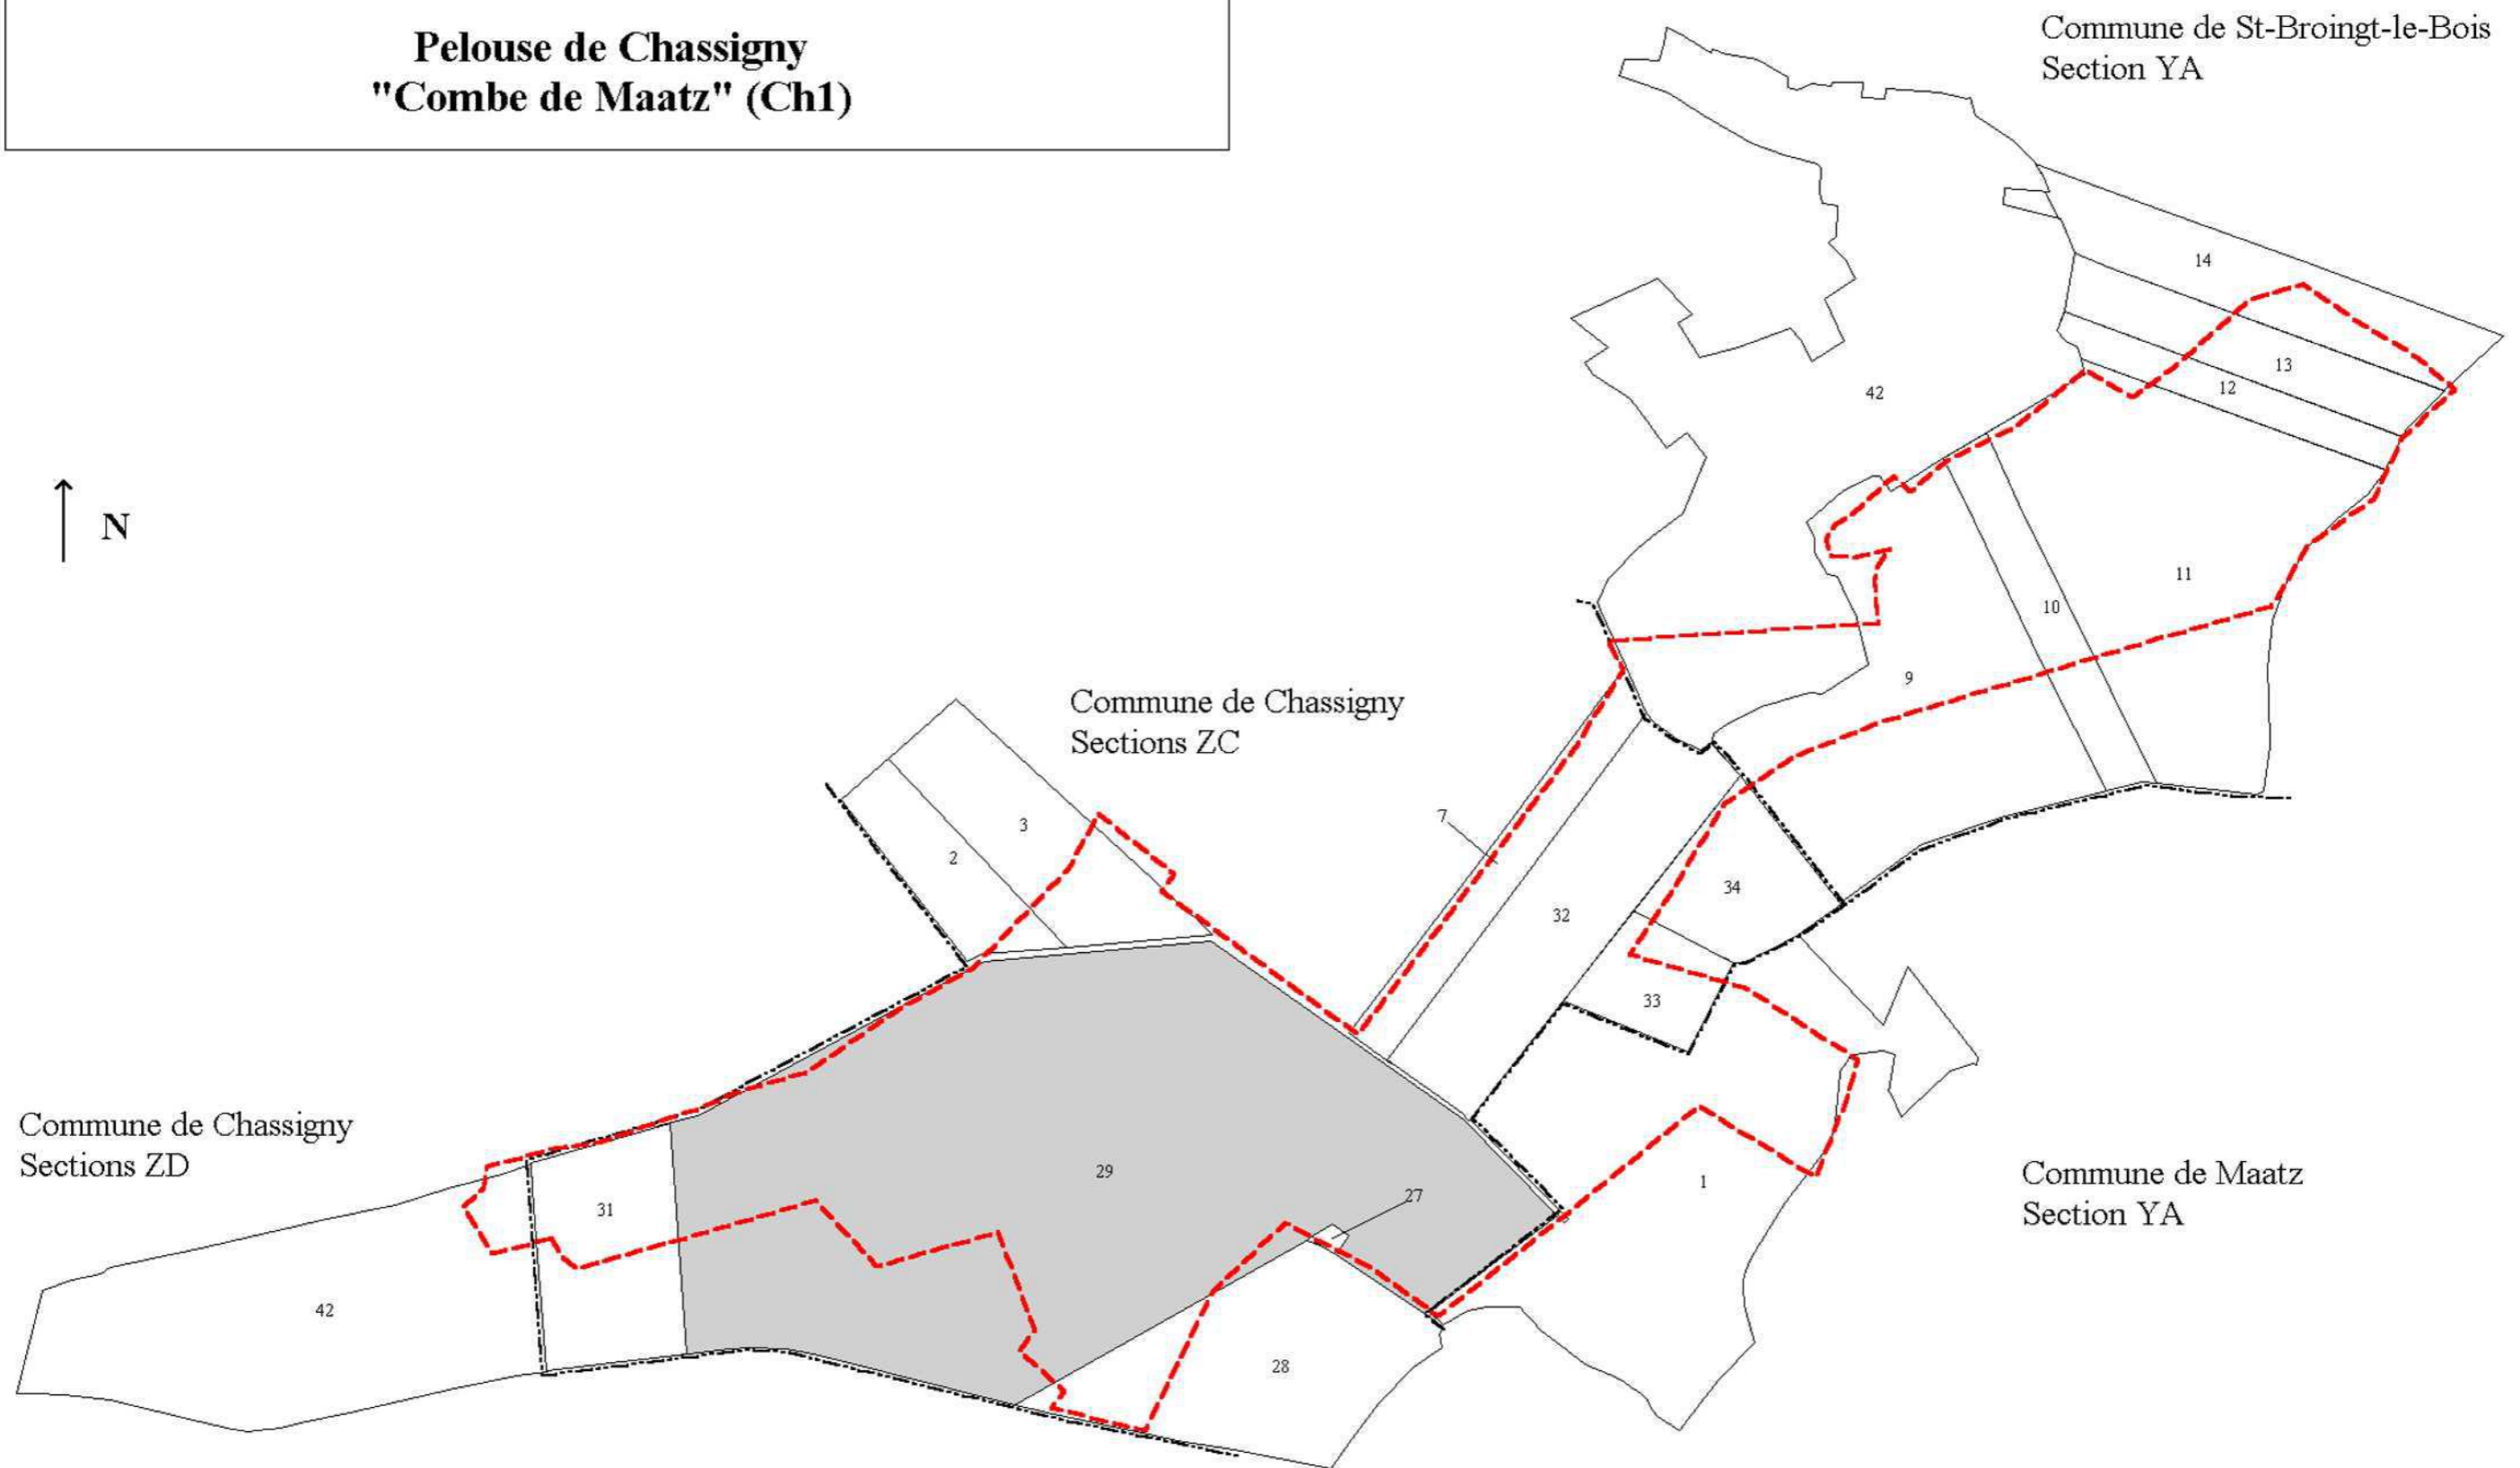 Pelouse de Chassigny
"Combe de Maatz" (Ch1)
Commune de St-Broingt-le-Bois
Section YA
14
13
12
42
N
11
10
9
Commune de Chassigny
Sections ZC
7
3
2
34
32
33
Commune de Chassigny
Sections ZD
29
1
Commune de Maatz
Section YA
27
31
42
28